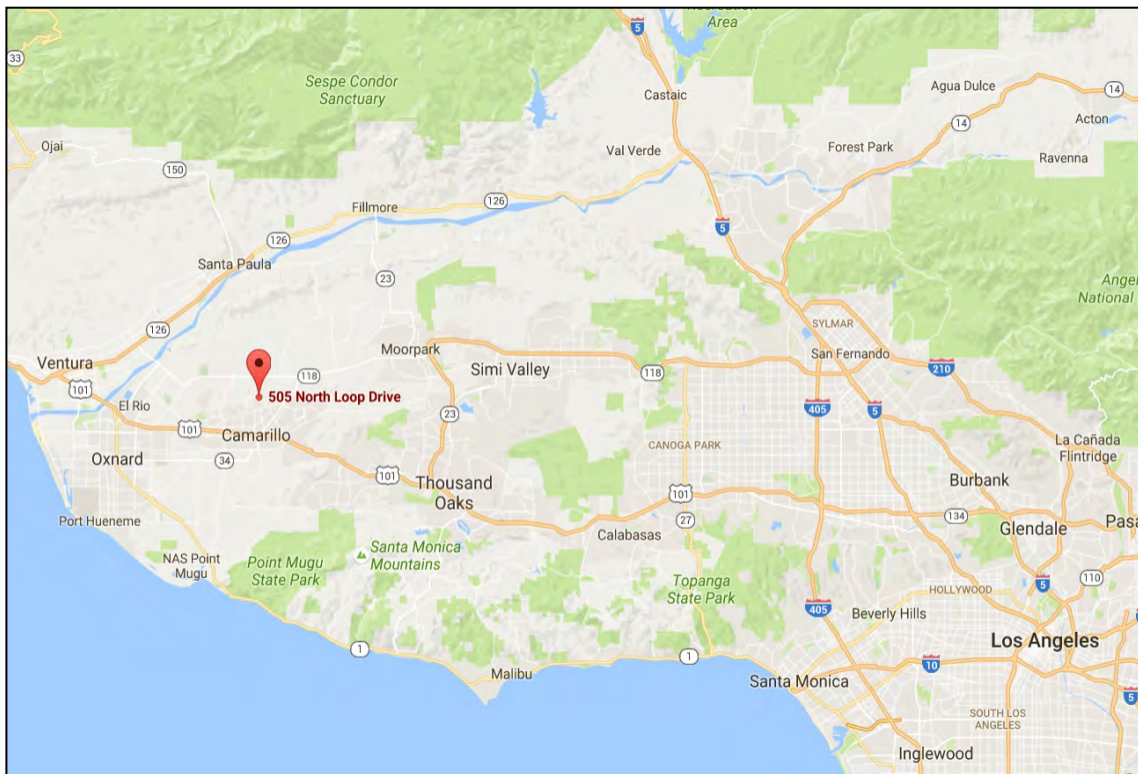 Recreation
Area
5
33
Sespe Condor
Sanctuary
Castaic
Agua Dulce
14
14
Acton
Ojai
Val Verde
Forest Park
Ravenna
150
126
Fillmore
126
5
Santa Paula
23
Angel
National
126
SYLMAR
Ventura
Moorpark
San Fernando
118
Simi Valley
118
210
101
505 North Loop Drive
El Rio
405
5
23
101
Camarillo
CANOGA PARK
La Cañada
Flintridge
Oxnard
34
101
Thousand
Oaks
101
Burbank
134
Port Hueneme
27
Calabasas
Glendale
Pasa
NAS Point
Mugu
Point Mugu
State Park
Santa Monica
Mountains
Topanga
State Park
5
110
HOLLYWOOD
405
Beverly Hills
1
1
Los Angeles
Malibu
10
Santa Monica
5
SOUTH LOS
ANGELES
Inglewood